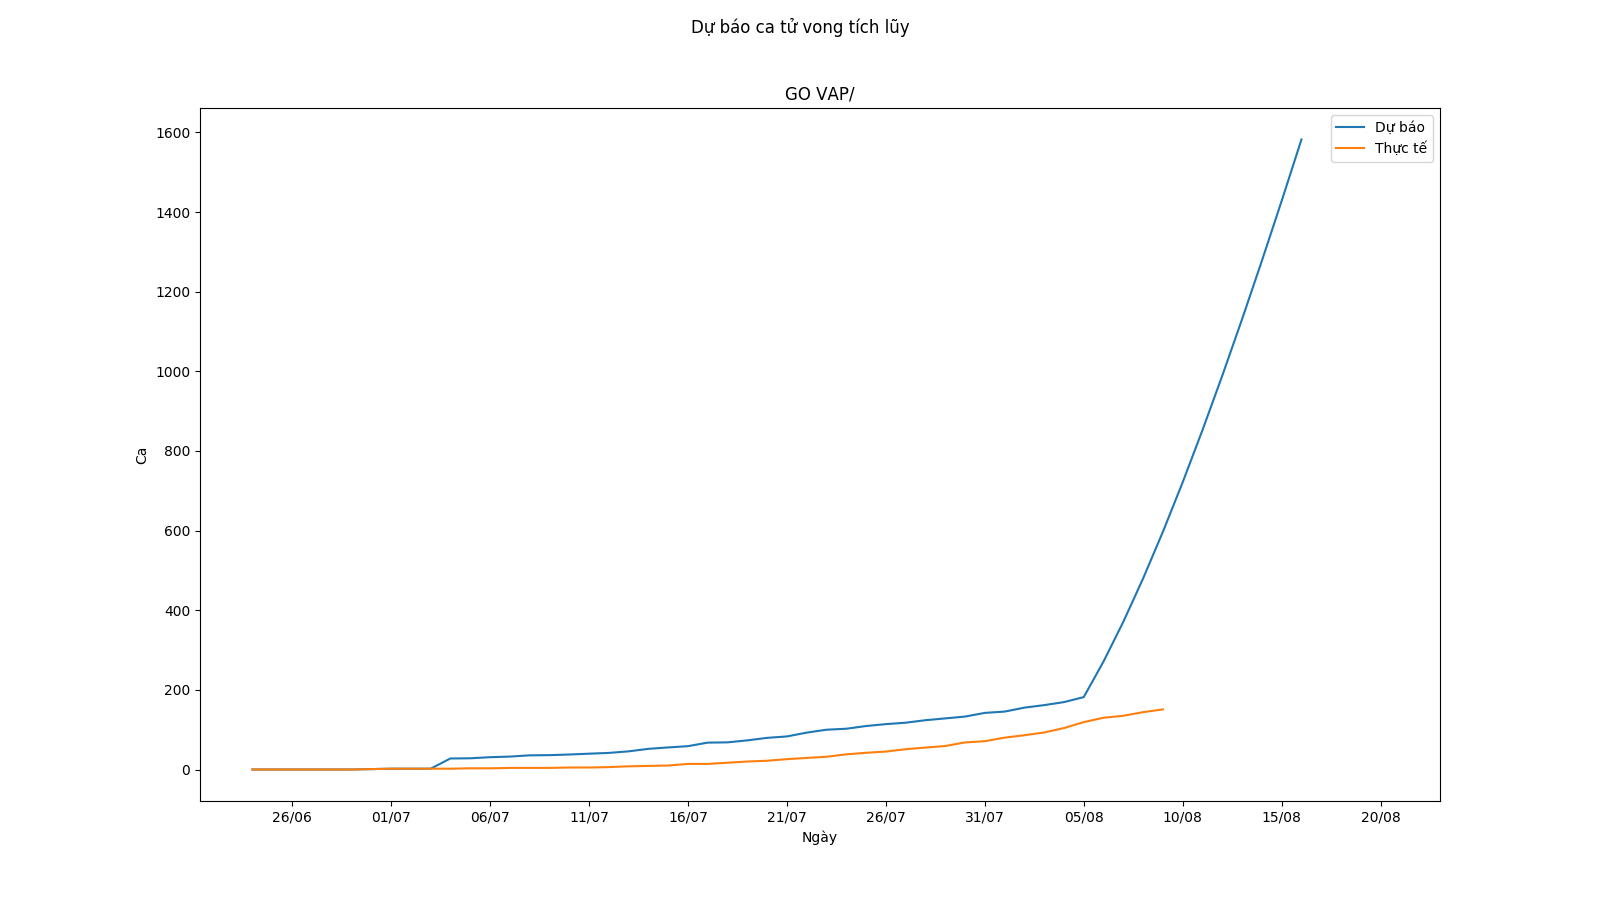 Dự báo ca tử vong tích lũy
GO VAP/
Dự báo
Thực tế
1600
1400
1200
1000
800
600
400
200
0
Ca
26/06 01/07 06/07 11/07 16/07 21/07 26/07 31/07 05/08 10/08 15/08 20/08
Ngày